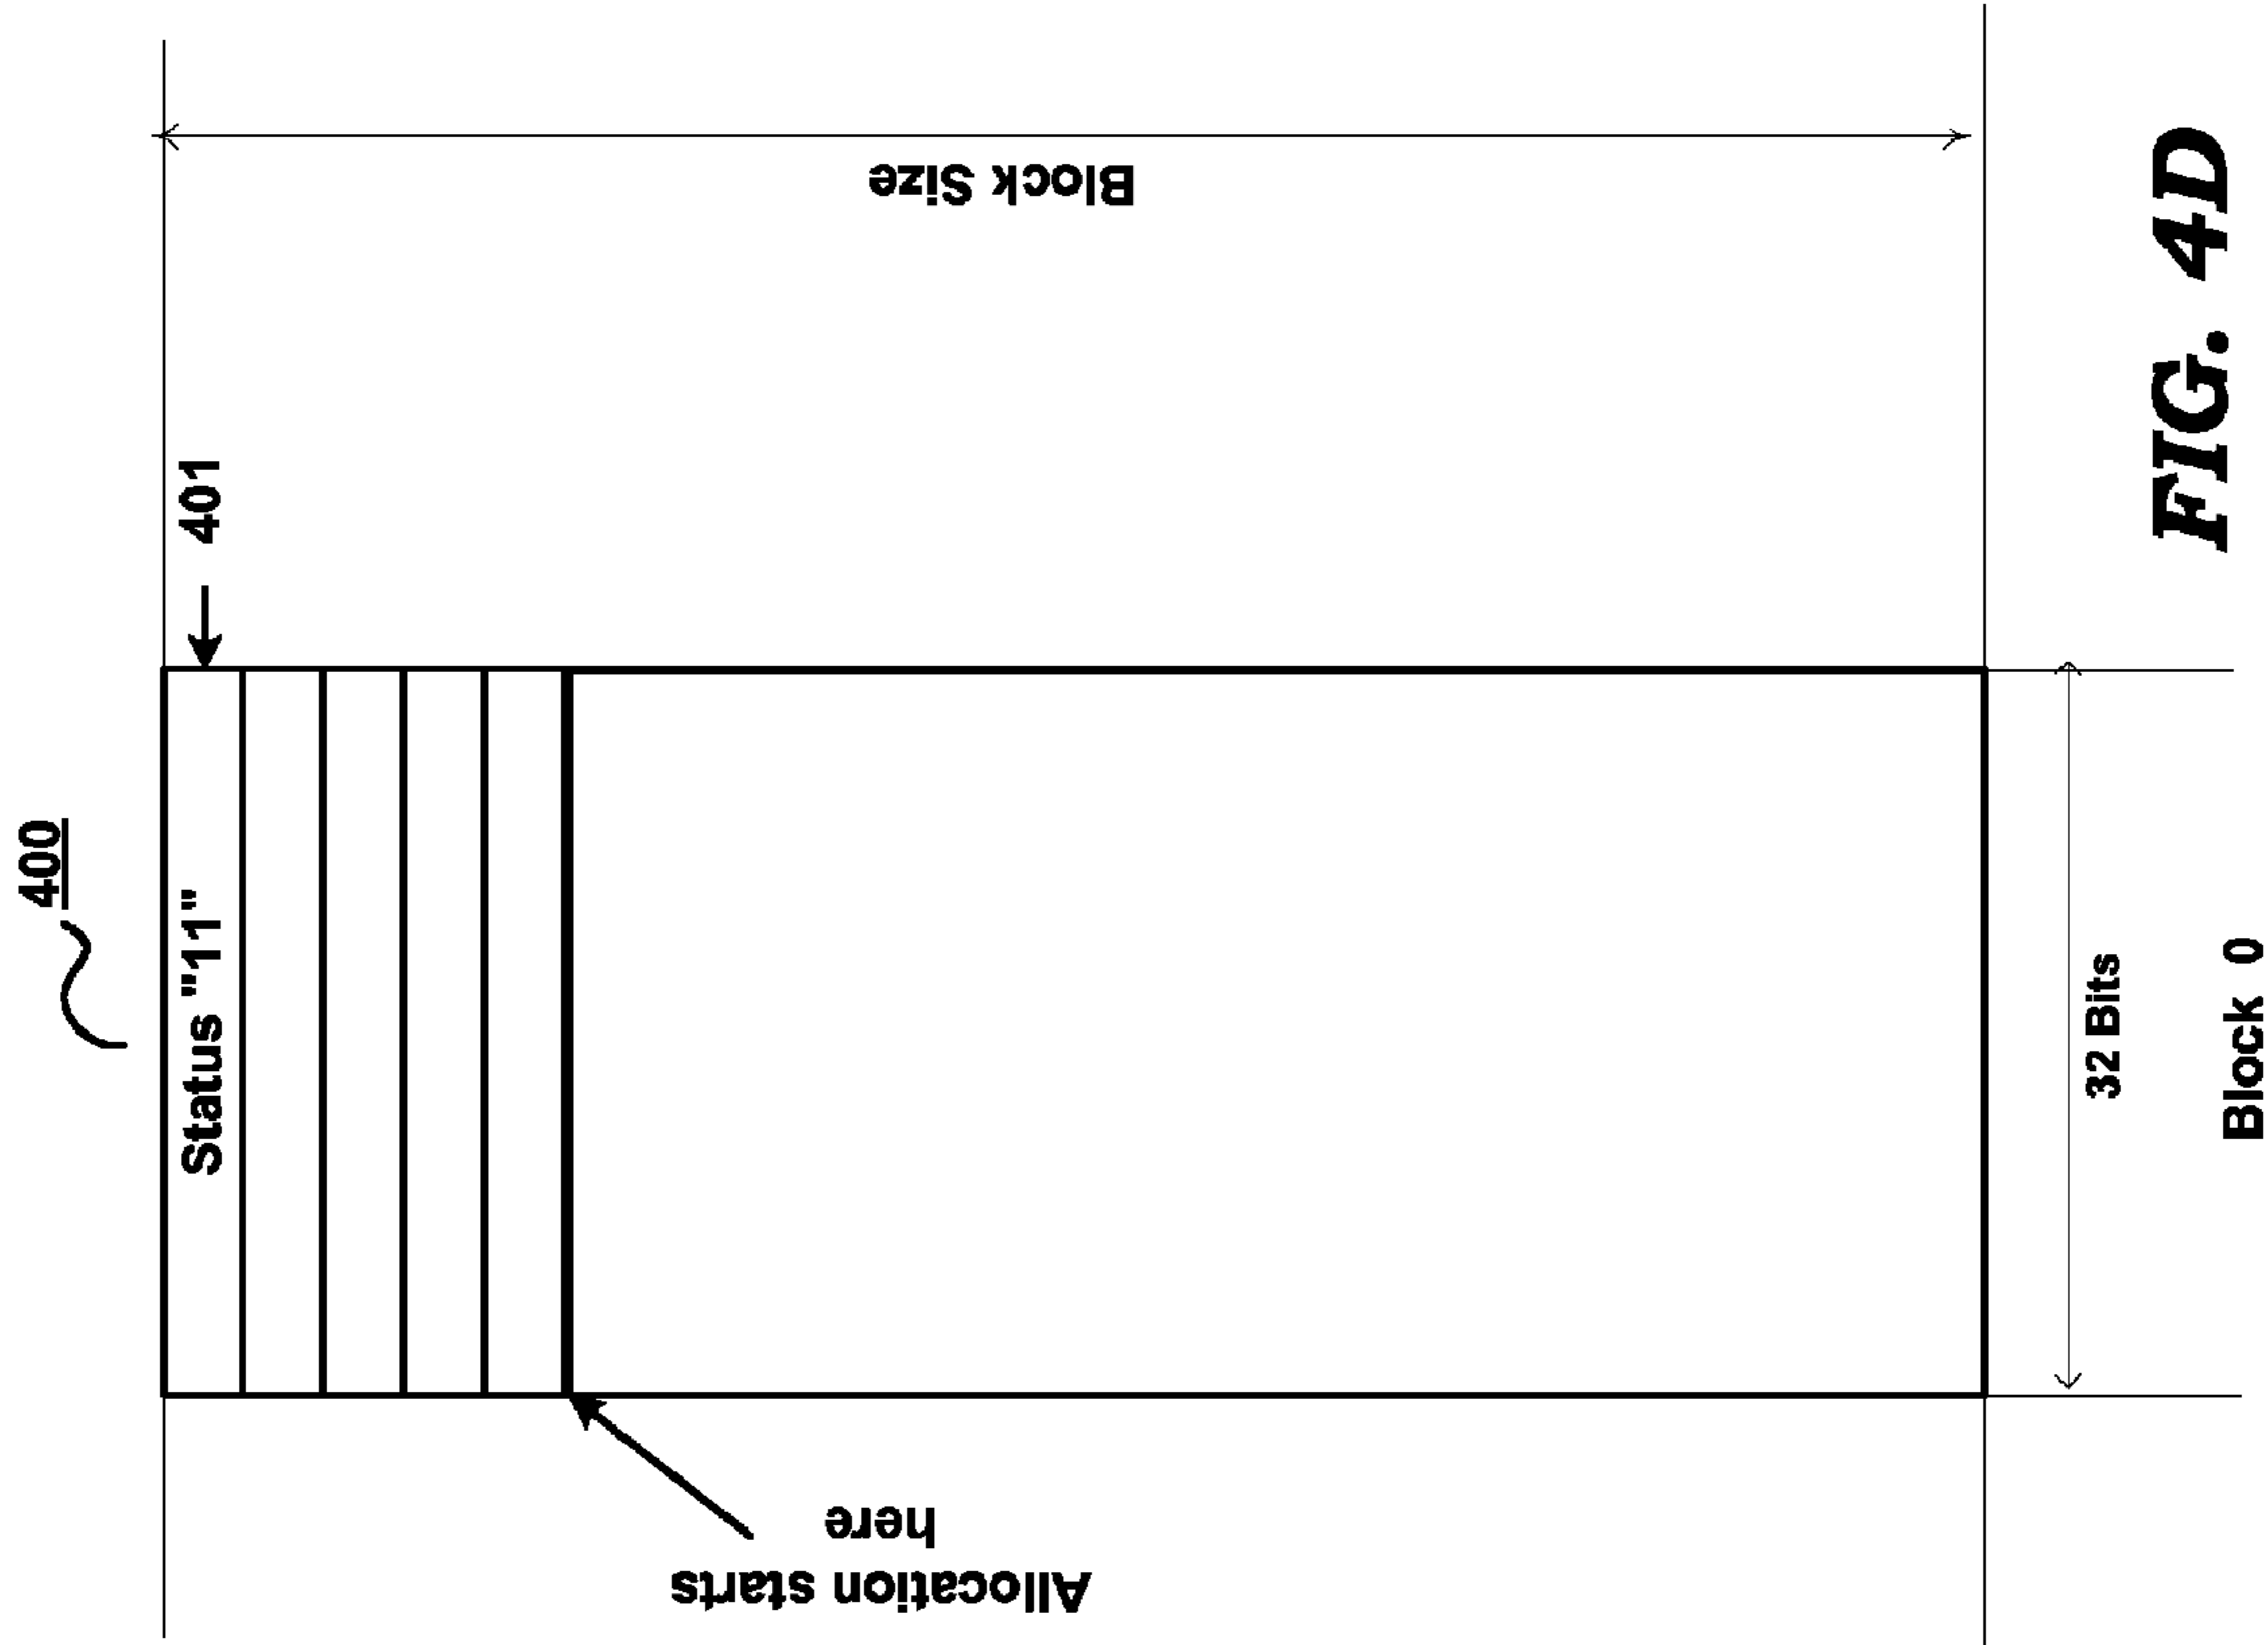 400
Status "11"
401
Block Size
Allocation starts
here
32 Bits
Block 0
FIG. 4D